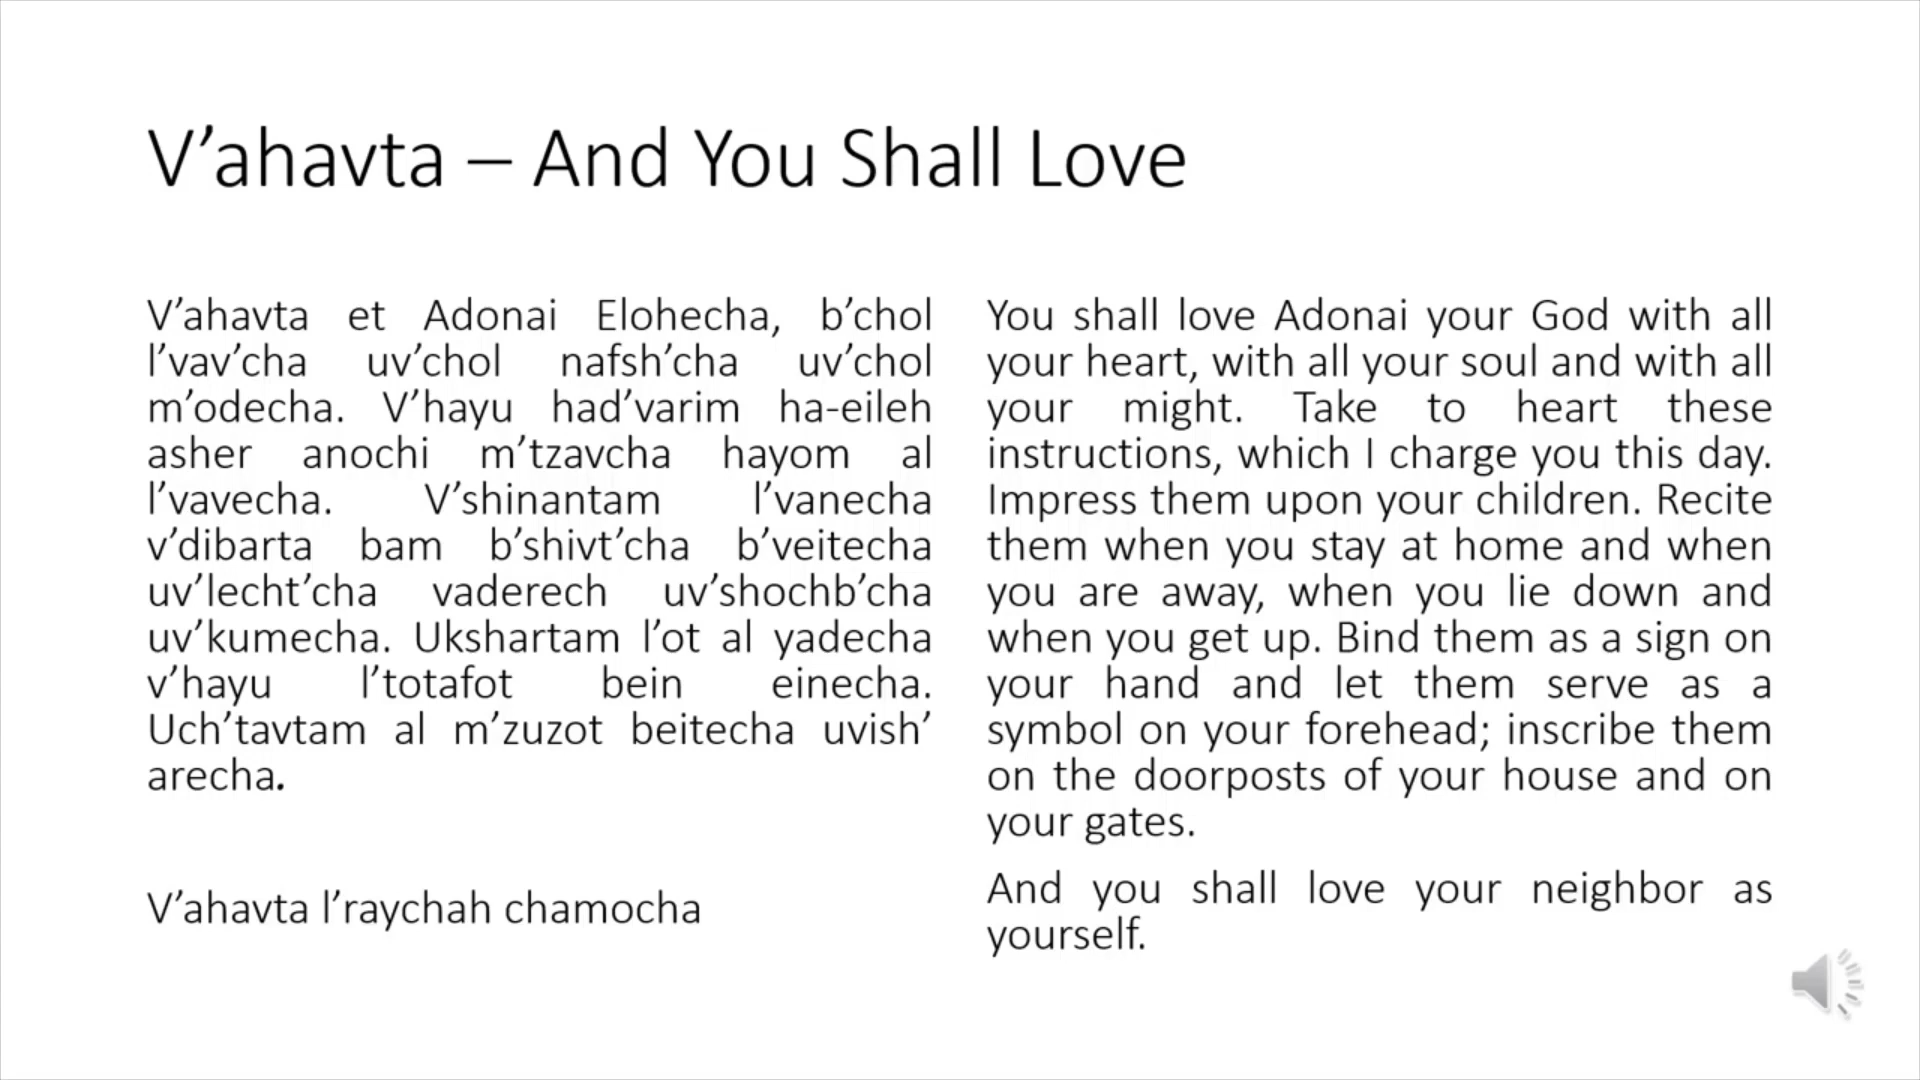 V’ahavta – And You Shall Love
V’ahavta et Adonai Elohecha, b’chol
l’vav’cha uv’chol nafsh’cha uv’chol
m’odecha. V’hayu had’varim ha-eileh
asher anochi m’tzavcha hayom al
l’vavecha. V’shinantam l’vanecha
v’dibarta bam b’shivt’cha b’veitecha
uv’lecht’cha vaderech uv’shochb’cha
uv’kumecha. Ukshartam l’ot al yadecha
v’hayu l’totafot bein einecha.
Uch’tavtam al m’zuzot beitecha uvish’
arecha.
V’ahavta l’raychah chamocha
You shall love Adonai your God with all
your heart, with all your soul and with all
your might. Take to heart these
instructions, which I charge you this day.
Impress them upon your children. Recite
them when you stay at home and when
you are away, when you lie down and
when you get up. Bind them as a sign on
your hand and let them serve as a
symbol on your forehead; inscribe them
on the doorposts of your house and on
your gates.
And you shall love your neighbor as
yourself.